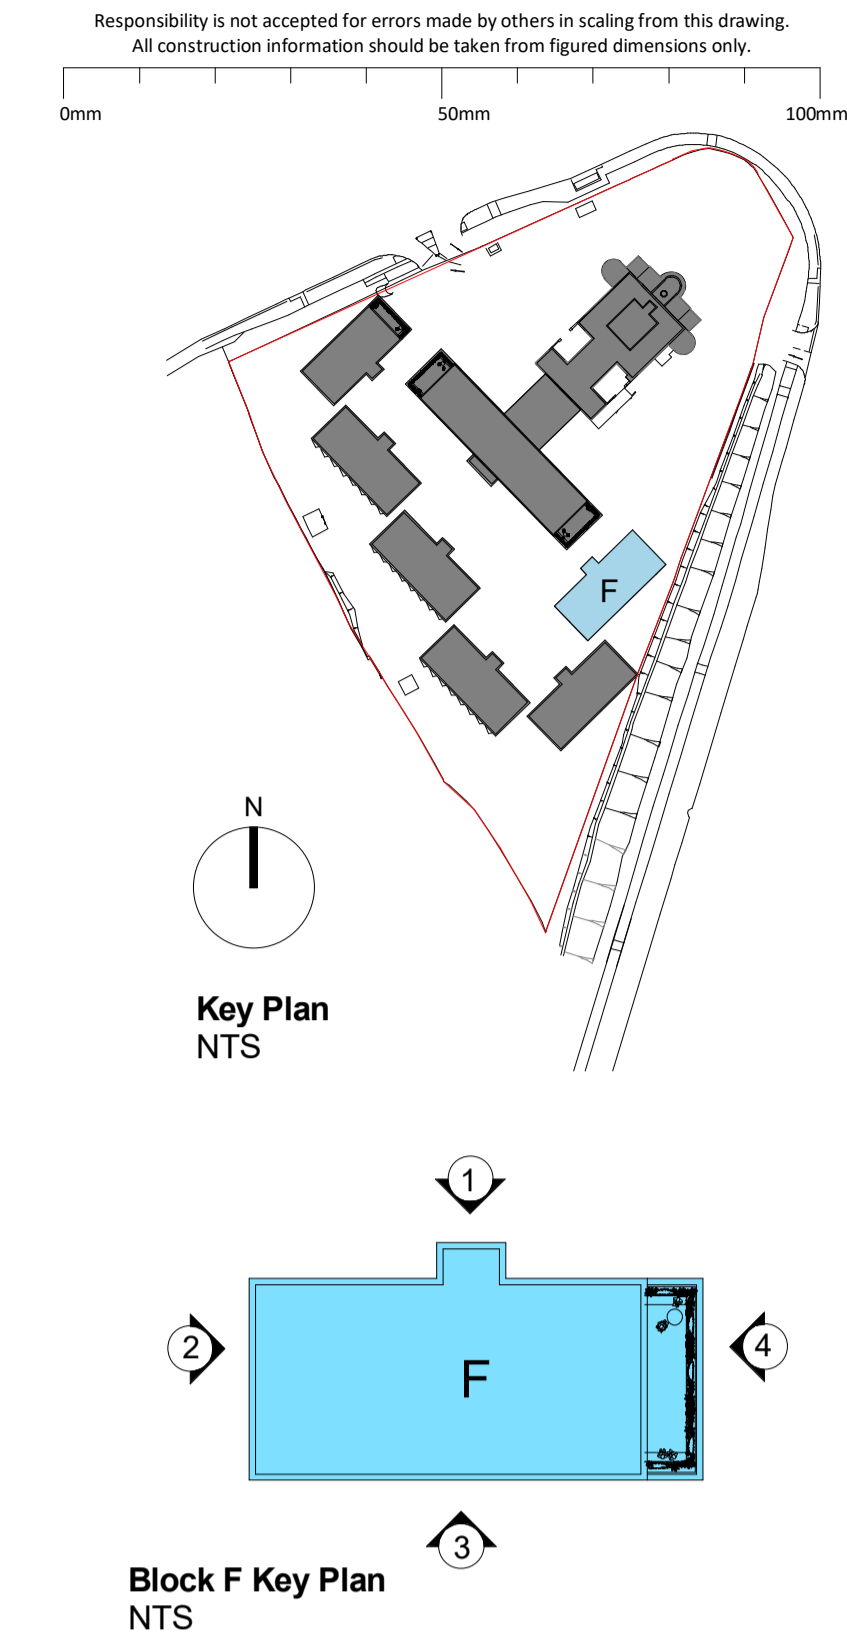 Responsibility is not accepted for errors made by others in scaling from this drawing.
All construction information should be taken from figured dimensions only.
0mm 50mm 100mm
F
N
Key Plan
NTS
1
2
F
4
3
Block F Key Plan
NTS